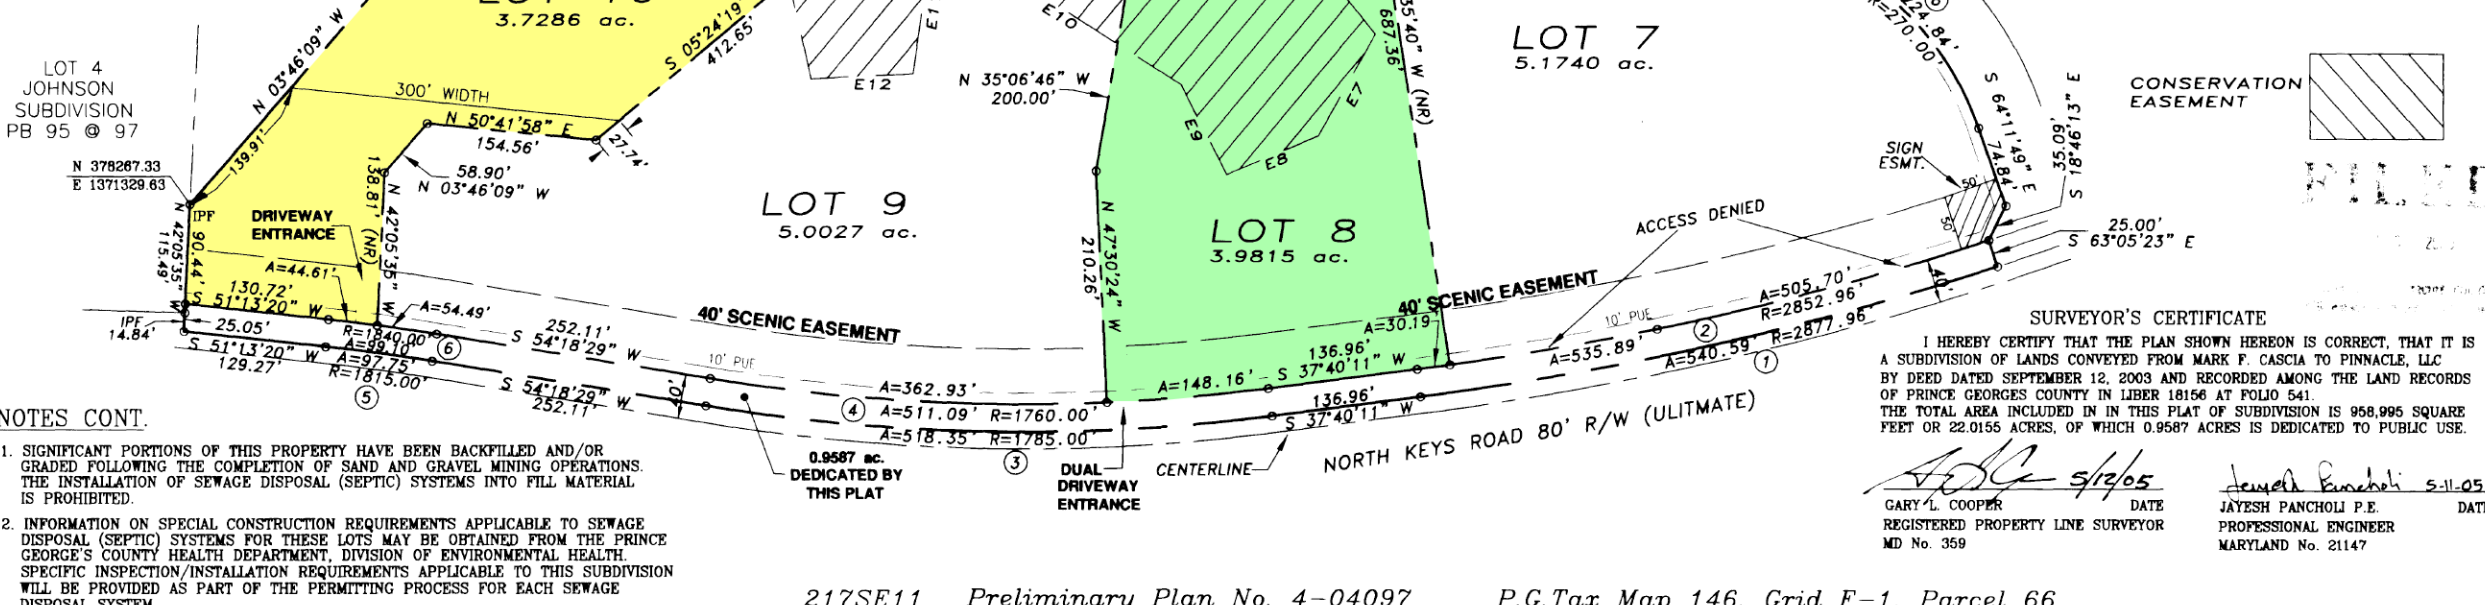 3.7286 ac.
LOT 4
JOHNSON
SUBDIVISION
PB 95 @ 97
N 378267.33
E 1371329.63
N 03°46'09" W
139.91'
300' WIDTH
S 05°24'19
412.65'
N 50°41'58" E
154.56'
27.74'
58.90'
N 03°46'09" W
138.81' (NR)
N 42°05'35" W
IPF
DRIVEWAY
ENTRANCE
90.44'
N 42°05'35" W
115.49'
A=44.61'
130.72'
S 51°13'20" W
IPF
14.84'
25.05'
S 51°13'20" W
129.27'
R=1840.00'
A=99.10'
A=97.75'
R=1815.00'
5
6
A=54.49'
S 54°18'29" W
252.11'
S 54°18'29" W
252.11'
40' SCENIC EASEMENT
10' PUE
40'
0.9587 ac.
DEDICATED BY
THIS PLAT
E12
E11
E10
N 35°06'46" W
200.00'
LOT 9
5.0027 ac.
N 47°30'24" W
210.26'
E9
E8
E7
LOT 8
3.9815 ac.
35'40" W (NR)
687.36'
LOT 7
5.1740 ac.
40' SCENIC EASEMENT
A=30.19
136.96'
A=148.16'
S 37°40'11" W
A=362.93'
4
A=511.09' R=1760.00'
A=518.35' R=1785.00'
3
136.96'
S 37°40'11" W
DUAL
DRIVEWAY
ENTRANCE
CENTERLINE
NORTH KEYS ROAD 80' R/W (ULITMATE)
10' PUE
2
A=505.70'
R=2852.96'
A=535.89'
A=540.59' R=2877.96'
1
ACCESS DENIED
SIGN
ESMT.
50'
50'
40'
224.84'
R=270.00'
S 64°11'49" E
74.84'
35.09'
S 18°46'13" E
25.00'
S 63°05'23" E
CONSERVATION
EASEMENT
SURVEYOR'S CERTIFICATE
I HEREBY CERTIFY THAT THE PLAN SHOWN HEREON IS CORRECT, THAT IT IS
A SUBDIVISION OF LANDS CONVEYED FROM MARK F. CASCIA TO PINNACLE, LLC
BY DEED DATED SEPTEMBER 12, 2003 AND RECORDED AMONG THE LAND RECORDS
OF PRINCE GEORGES COUNTY IN LIBER 18156 AT FOLIO 541.
THE TOTAL AREA INCLUDED IN IN THIS PLAT OF SUBDIVISION IS 958,995 SQUARE
FEET OR 22.0155 ACRES, OF WHICH 0.9587 ACRES IS DEDICATED TO PUBLIC USE.
5/12/05
GARY L. COOPER DATE
REGISTERED PROPERTY LINE SURVEYOR
MD No. 359
Jayesh Pancholi 5-11-05
JAYESH PANCHOLI P.E. DATE
PROFESSIONAL ENGINEER
MARYLAND No. 21147
NOTES CONT.
1. SIGNIFICANT PORTIONS OF THIS PROPERTY HAVE BEEN BACKFILLED AND/OR
GRADED FOLLOWING THE COMPLETION OF SAND AND GRAVEL MINING OPERATIONS.
THE INSTALLATION OF SEWAGE DISPOSAL (SEPTIC) SYSTEMS INTO FILL MATERIAL
IS PROHIBITED.
2. INFORMATION ON SPECIAL CONSTRUCTION REQUIREMENTS APPLICABLE TO SEWAGE
DISPOSAL (SEPTIC) SYSTEMS FOR THESE LOTS MAY BE OBTAINED FROM THE PRINCE
GEORGE'S COUNTY HEALTH DEPARTMENT, DIVISION OF ENVIRONMENTAL HEALTH.
SPECIFIC INSPECTION/INSTALLATION REQUIREMENTS APPLICABLE TO THIS SUBDIVISION
WILL BE PROVIDED AS PART OF THE PERMITTING PROCESS FOR EACH SEWAGE
DISPOSAL SYSTEM.
217SE11 Preliminary Plan No. 4-04097 P.G.Tax Map 146, Grid F-1, Parcel 66